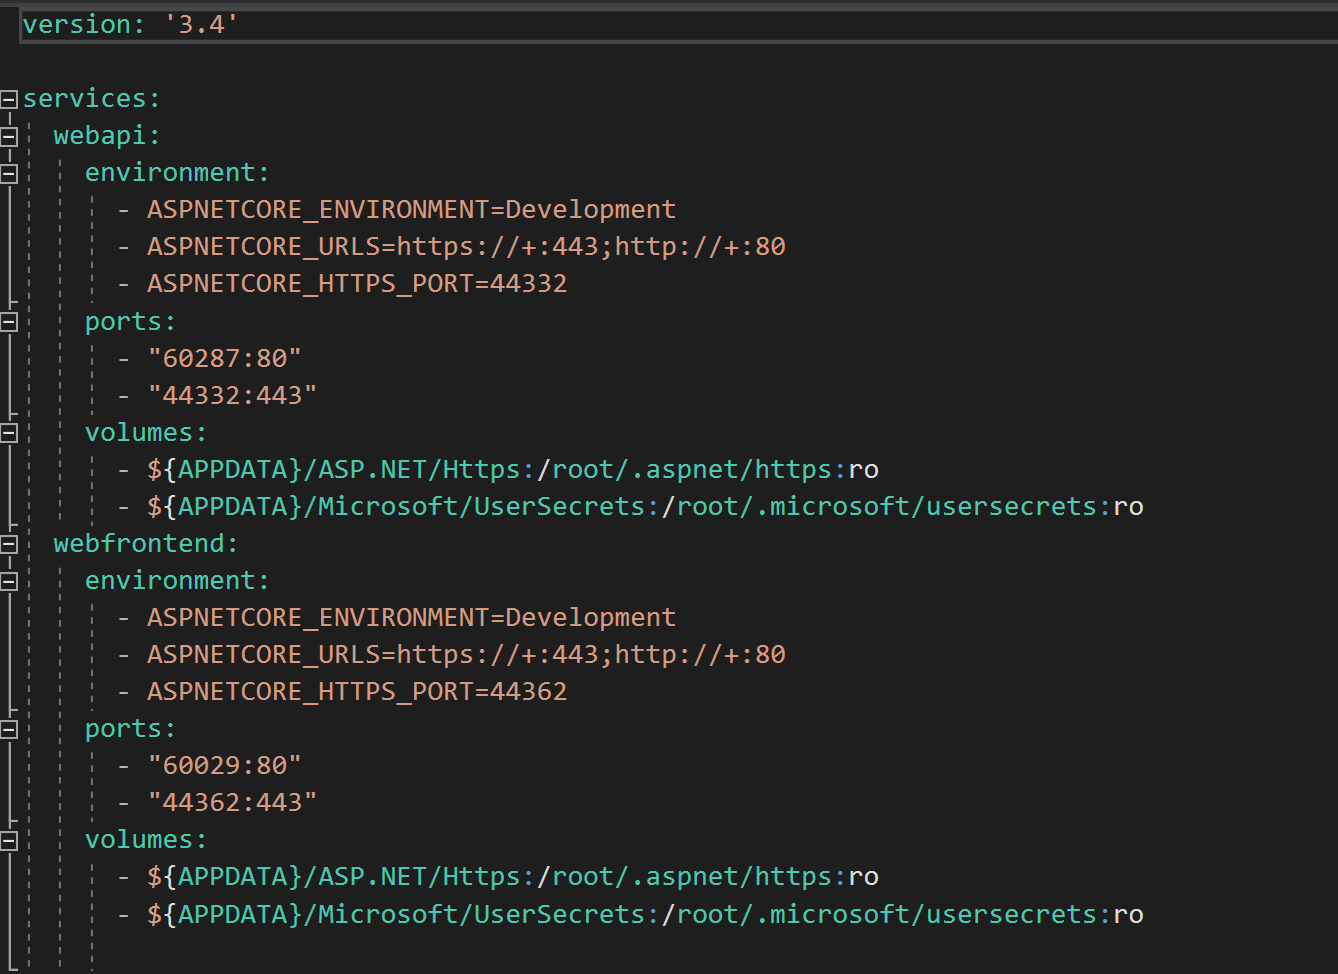 version: '3.4'
services:
webapi:
environment:
- ASPNETCORE_ENVIRONMENT=Development
- ASPNETCORE_URLS=https://+:443;http://+:80
- ASPNETCORE_HTTPS_PORT=44332
ports:
- "60287:80"
- "44332:443"
volumes:
- ${APPDATA}/ASP.NET/Https:/root/.aspnet/https:ro
- ${APPDATA}/Microsoft/UserSecrets:/root/.microsoft/usersecrets:ro
webfrontend:
environment:
- ASPNETCORE_ENVIRONMENT=Development
- ASPNETCORE_URLS=https://+:443;http://+:80
- ASPNETCORE_HTTPS_PORT=44362
ports:
- "60029:80"
- "44362:443"
volumes:
- ${APPDATA}/ASP.NET/Https:/root/.aspnet/https:ro
- ${APPDATA}/Microsoft/UserSecrets:/root/.microsoft/usersecrets:ro